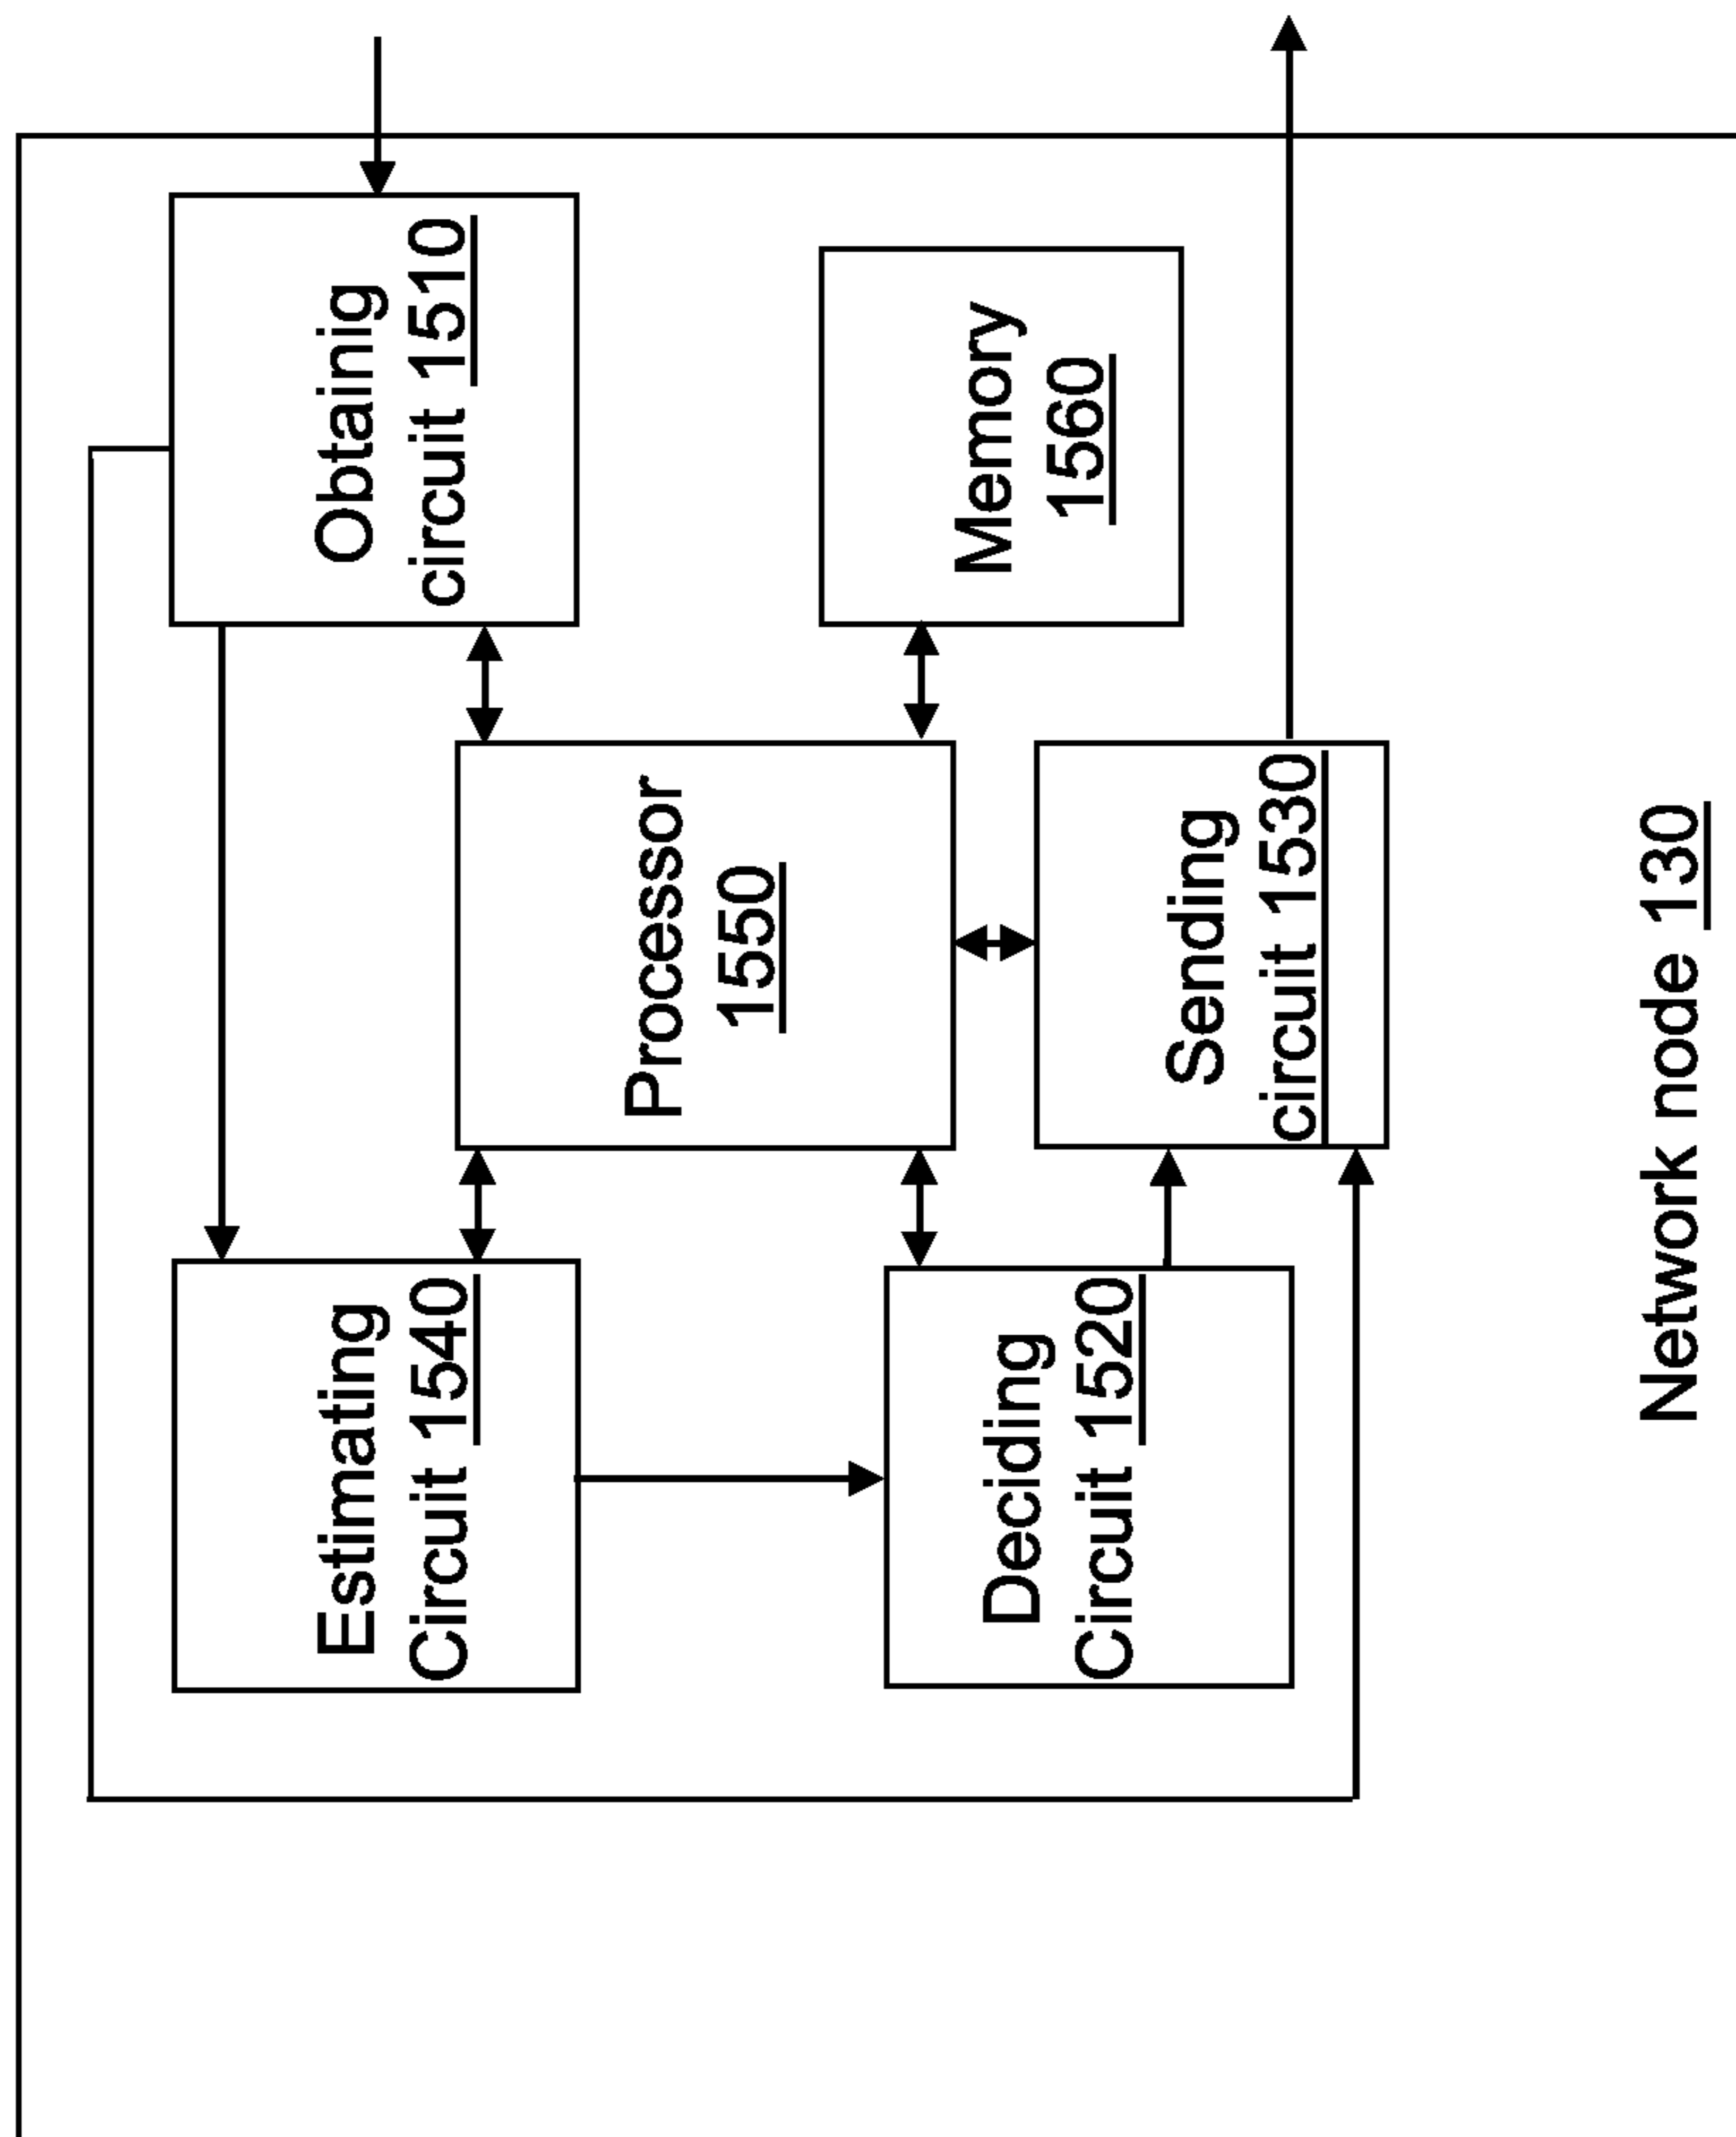 Estimating
Circuit 1540
Obtainig
circuit 1510
Processor
1550
Deciding
Circuit 1520
Memory
1560
Sending
circuit 1530
Network node 130